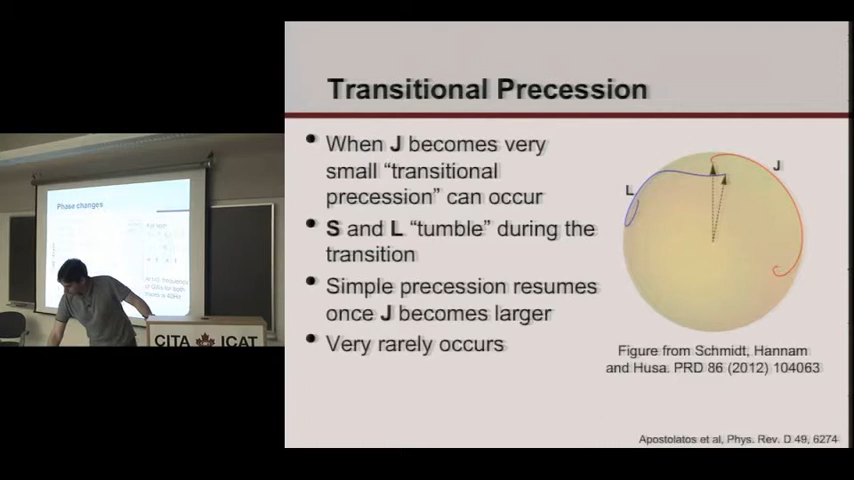 Transitional Precession
• When J becomes very
small “transitional
precession” can occur
• S and L “tumble” during the
transition
• Simple precession resumes
once J becomes larger
• Very rarely occurs
L
J
Figure from Schmidt, Hannam
and Husa. PRD 86 (2012) 104063
Apostolatos et al, Phys. Rev. D 49, 6274
Phase changes
CITA ICAT